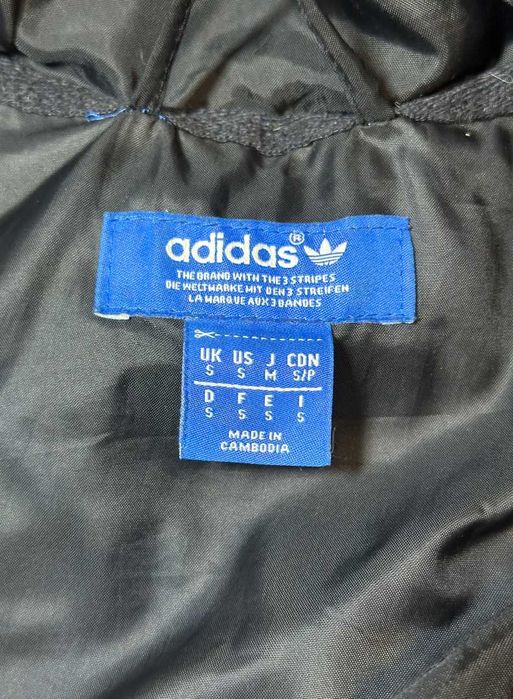 adidas®
THE BRAND WITH THE 3 STRIPES
DIE WELTMARKE MIT DEN 3 STREIFEN
LA MARQUE AUX 3 BANDES
UK US J CDN
S S M S/P
D F E I
S S S S
MADE IN
CAMBODIA